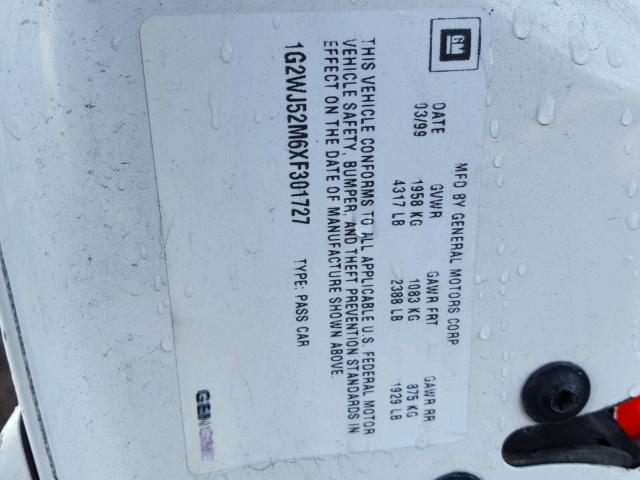 GM
MFD BY GENERAL MOTORS CORP
DATE GVWR GAWR FRT GAWR RR
03/99 1958 KG 1083 KG 875 KG
4317 LB 2388 LB 1929 LB
THIS VEHICLE CONFORMS TO ALL APPLICABLE U.S. FEDERAL MOTOR
VEHICLE SAFETY, BUMPER, AND THEFT PREVENTION STANDARDS IN
EFFECT ON THE DATE OF MANUFACTURE SHOWN ABOVE.
1G2WJ52M6XF301727 TYPE: PASS CAR